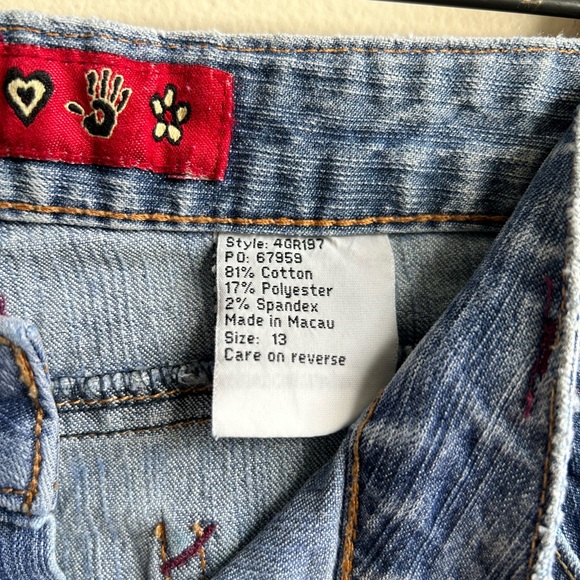 Style: 4GR197
PO: 67959
81% Cotton
17% Polyester
2% Spandex
Made in Macau
Size: 13
Care on reverse